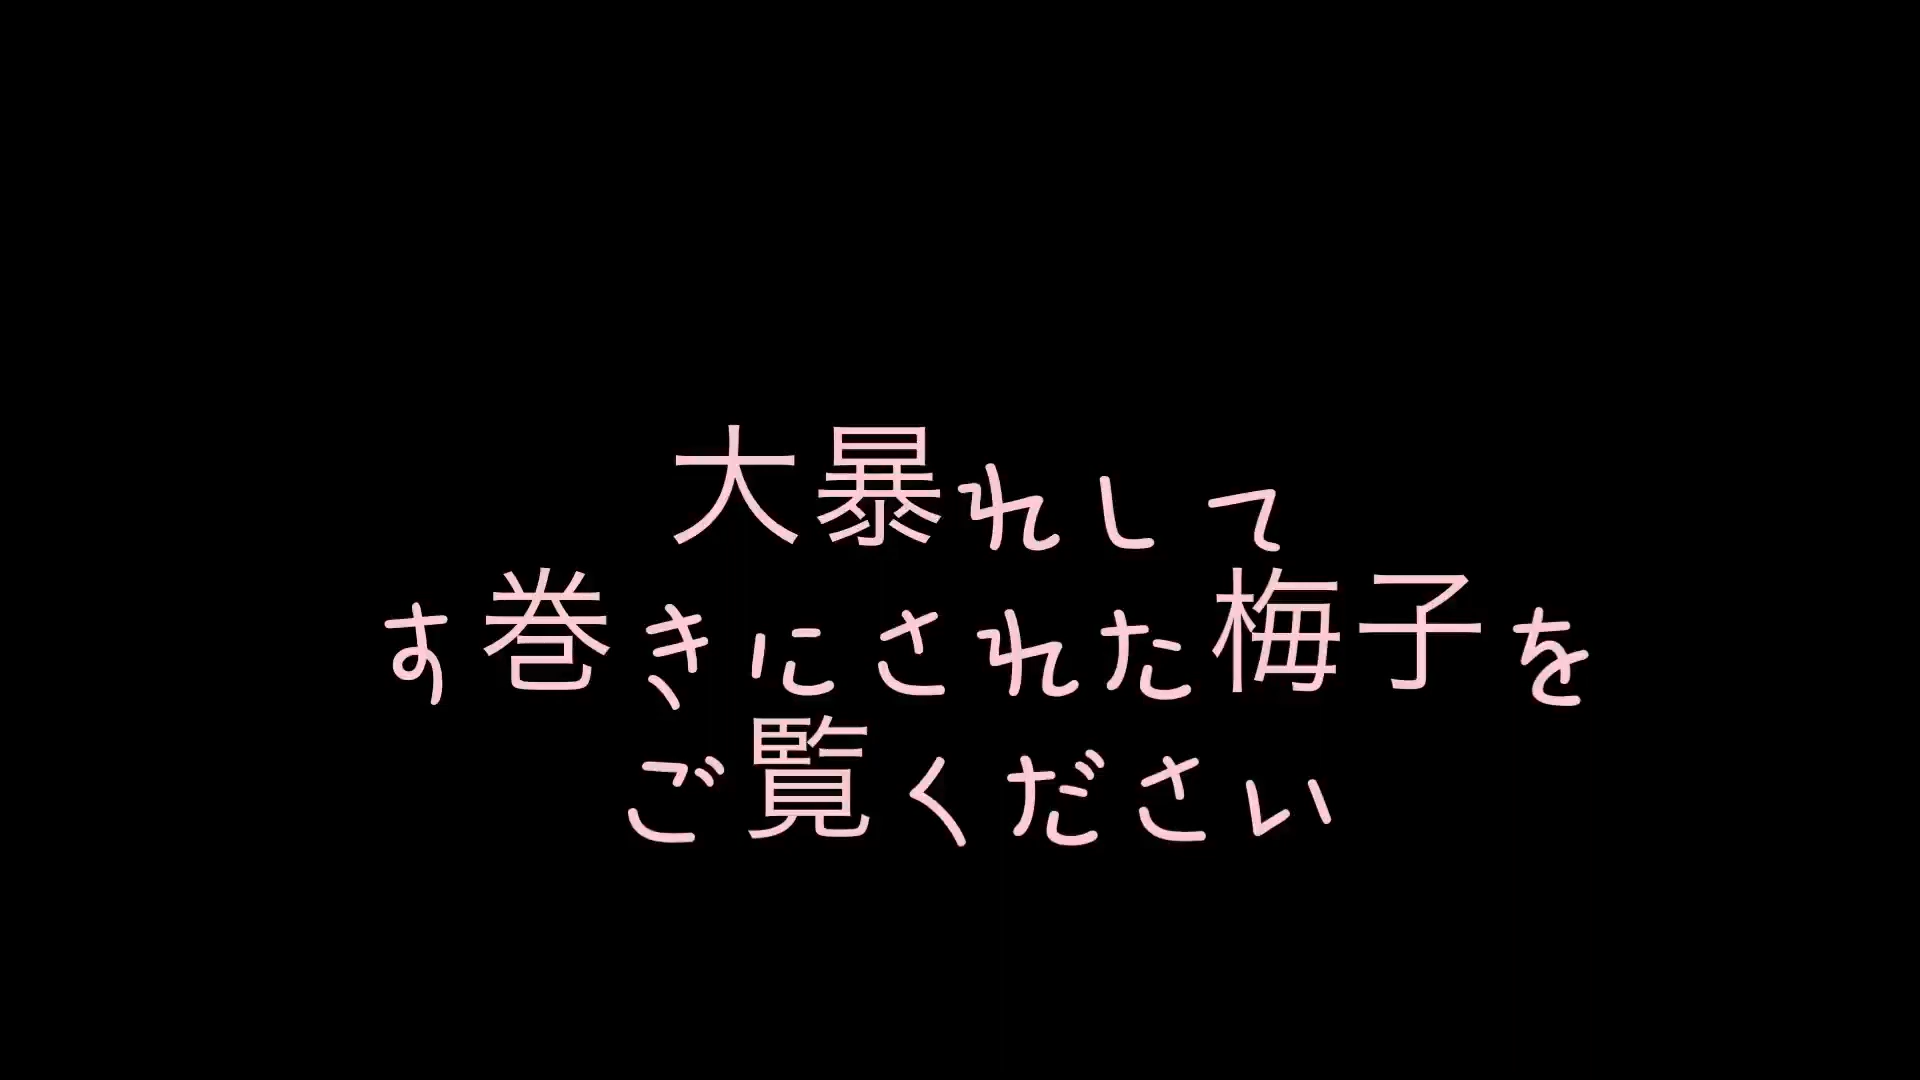 大暴れして
す巻きにされた梅子を
ご覧ください